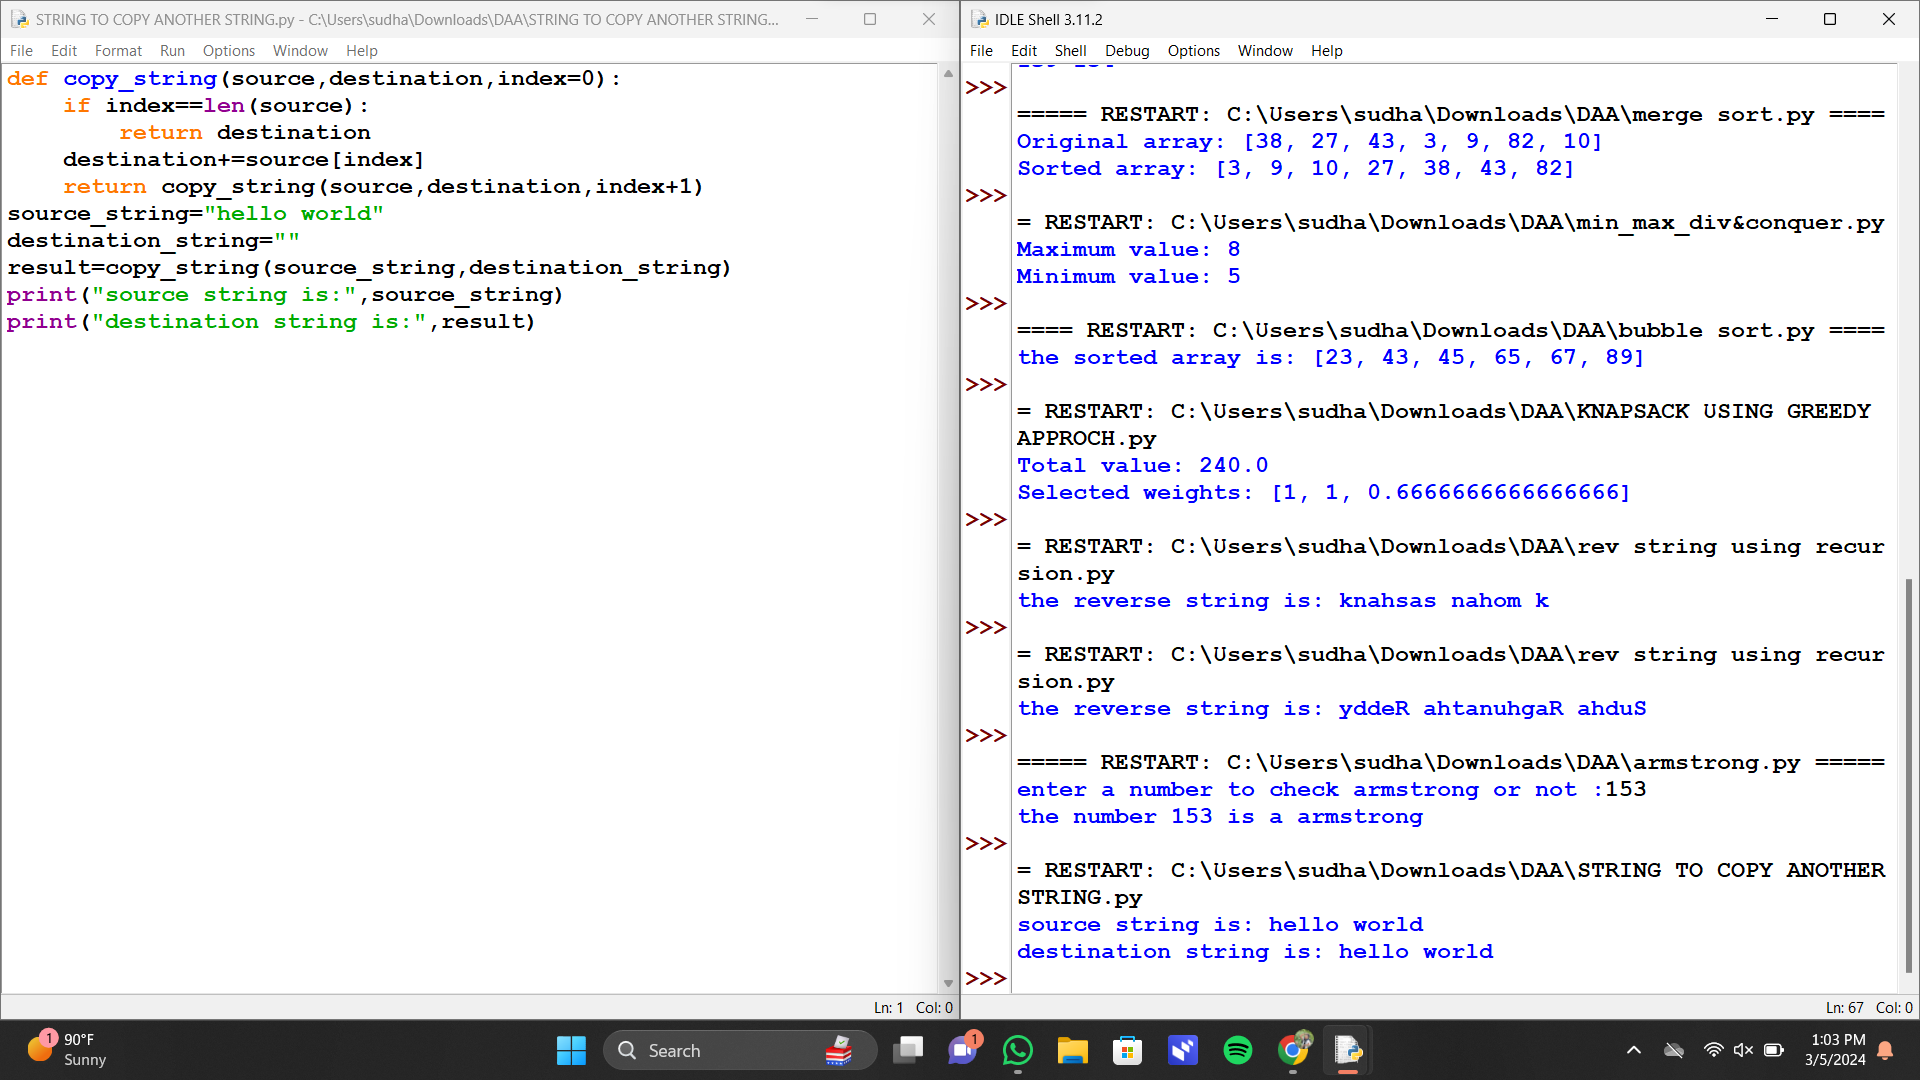 STRING TO COPY ANOTHER STRING.py - C:\Users\sudha\Downloads\DAA\STRING TO COPY ANOTHER STRING...
File Edit Format Run Options Window Help
def copy_string(source,destination,index=0):
    if index==len(source):
        return destination
    destination+=source[index]
    return copy_string(source,destination,index+1)
source_string="hello world"
destination_string=""
result=copy_string(source_string,destination_string)
print("source string is:",source_string)
print("destination string is:",result)
Ln: 1 Col: 0
IDLE Shell 3.11.2
File Edit Shell Debug Options Window Help
>>>
===== RESTART: C:\Users\sudha\Downloads\DAA\merge sort.py ====
Original array: [38, 27, 43, 3, 9, 82, 10]
Sorted array: [3, 9, 10, 27, 38, 43, 82]
>>>
= RESTART: C:\Users\sudha\Downloads\DAA\min_max_div&conquer.py
Maximum value: 8
Minimum value: 5
>>>
==== RESTART: C:\Users\sudha\Downloads\DAA\bubble sort.py ====
the sorted array is: [23, 43, 45, 65, 67, 89]
>>>
= RESTART: C:\Users\sudha\Downloads\DAA\KNAPSACK USING GREEDY
APPROCH.py
Total value: 240.0
Selected weights: [1, 1, 0.6666666666666666]
>>>
= RESTART: C:\Users\sudha\Downloads\DAA\rev string using recur
sion.py
the reverse string is: knahsas nahom k
>>>
= RESTART: C:\Users\sudha\Downloads\DAA\rev string using recur
sion.py
the reverse string is: yddeR ahtanuhgaR ahduS
>>>
===== RESTART: C:\Users\sudha\Downloads\DAA\armstrong.py =====
enter a number to check armstrong or not :153
the number 153 is a armstrong
>>>
= RESTART: C:\Users\sudha\Downloads\DAA\STRING TO COPY ANOTHER
STRING.py
source string is: hello world
destination string is: hello world
>>>
Ln: 67 Col: 0
1
90°F
Sunny
Search
1
1:03 PM
3/5/2024